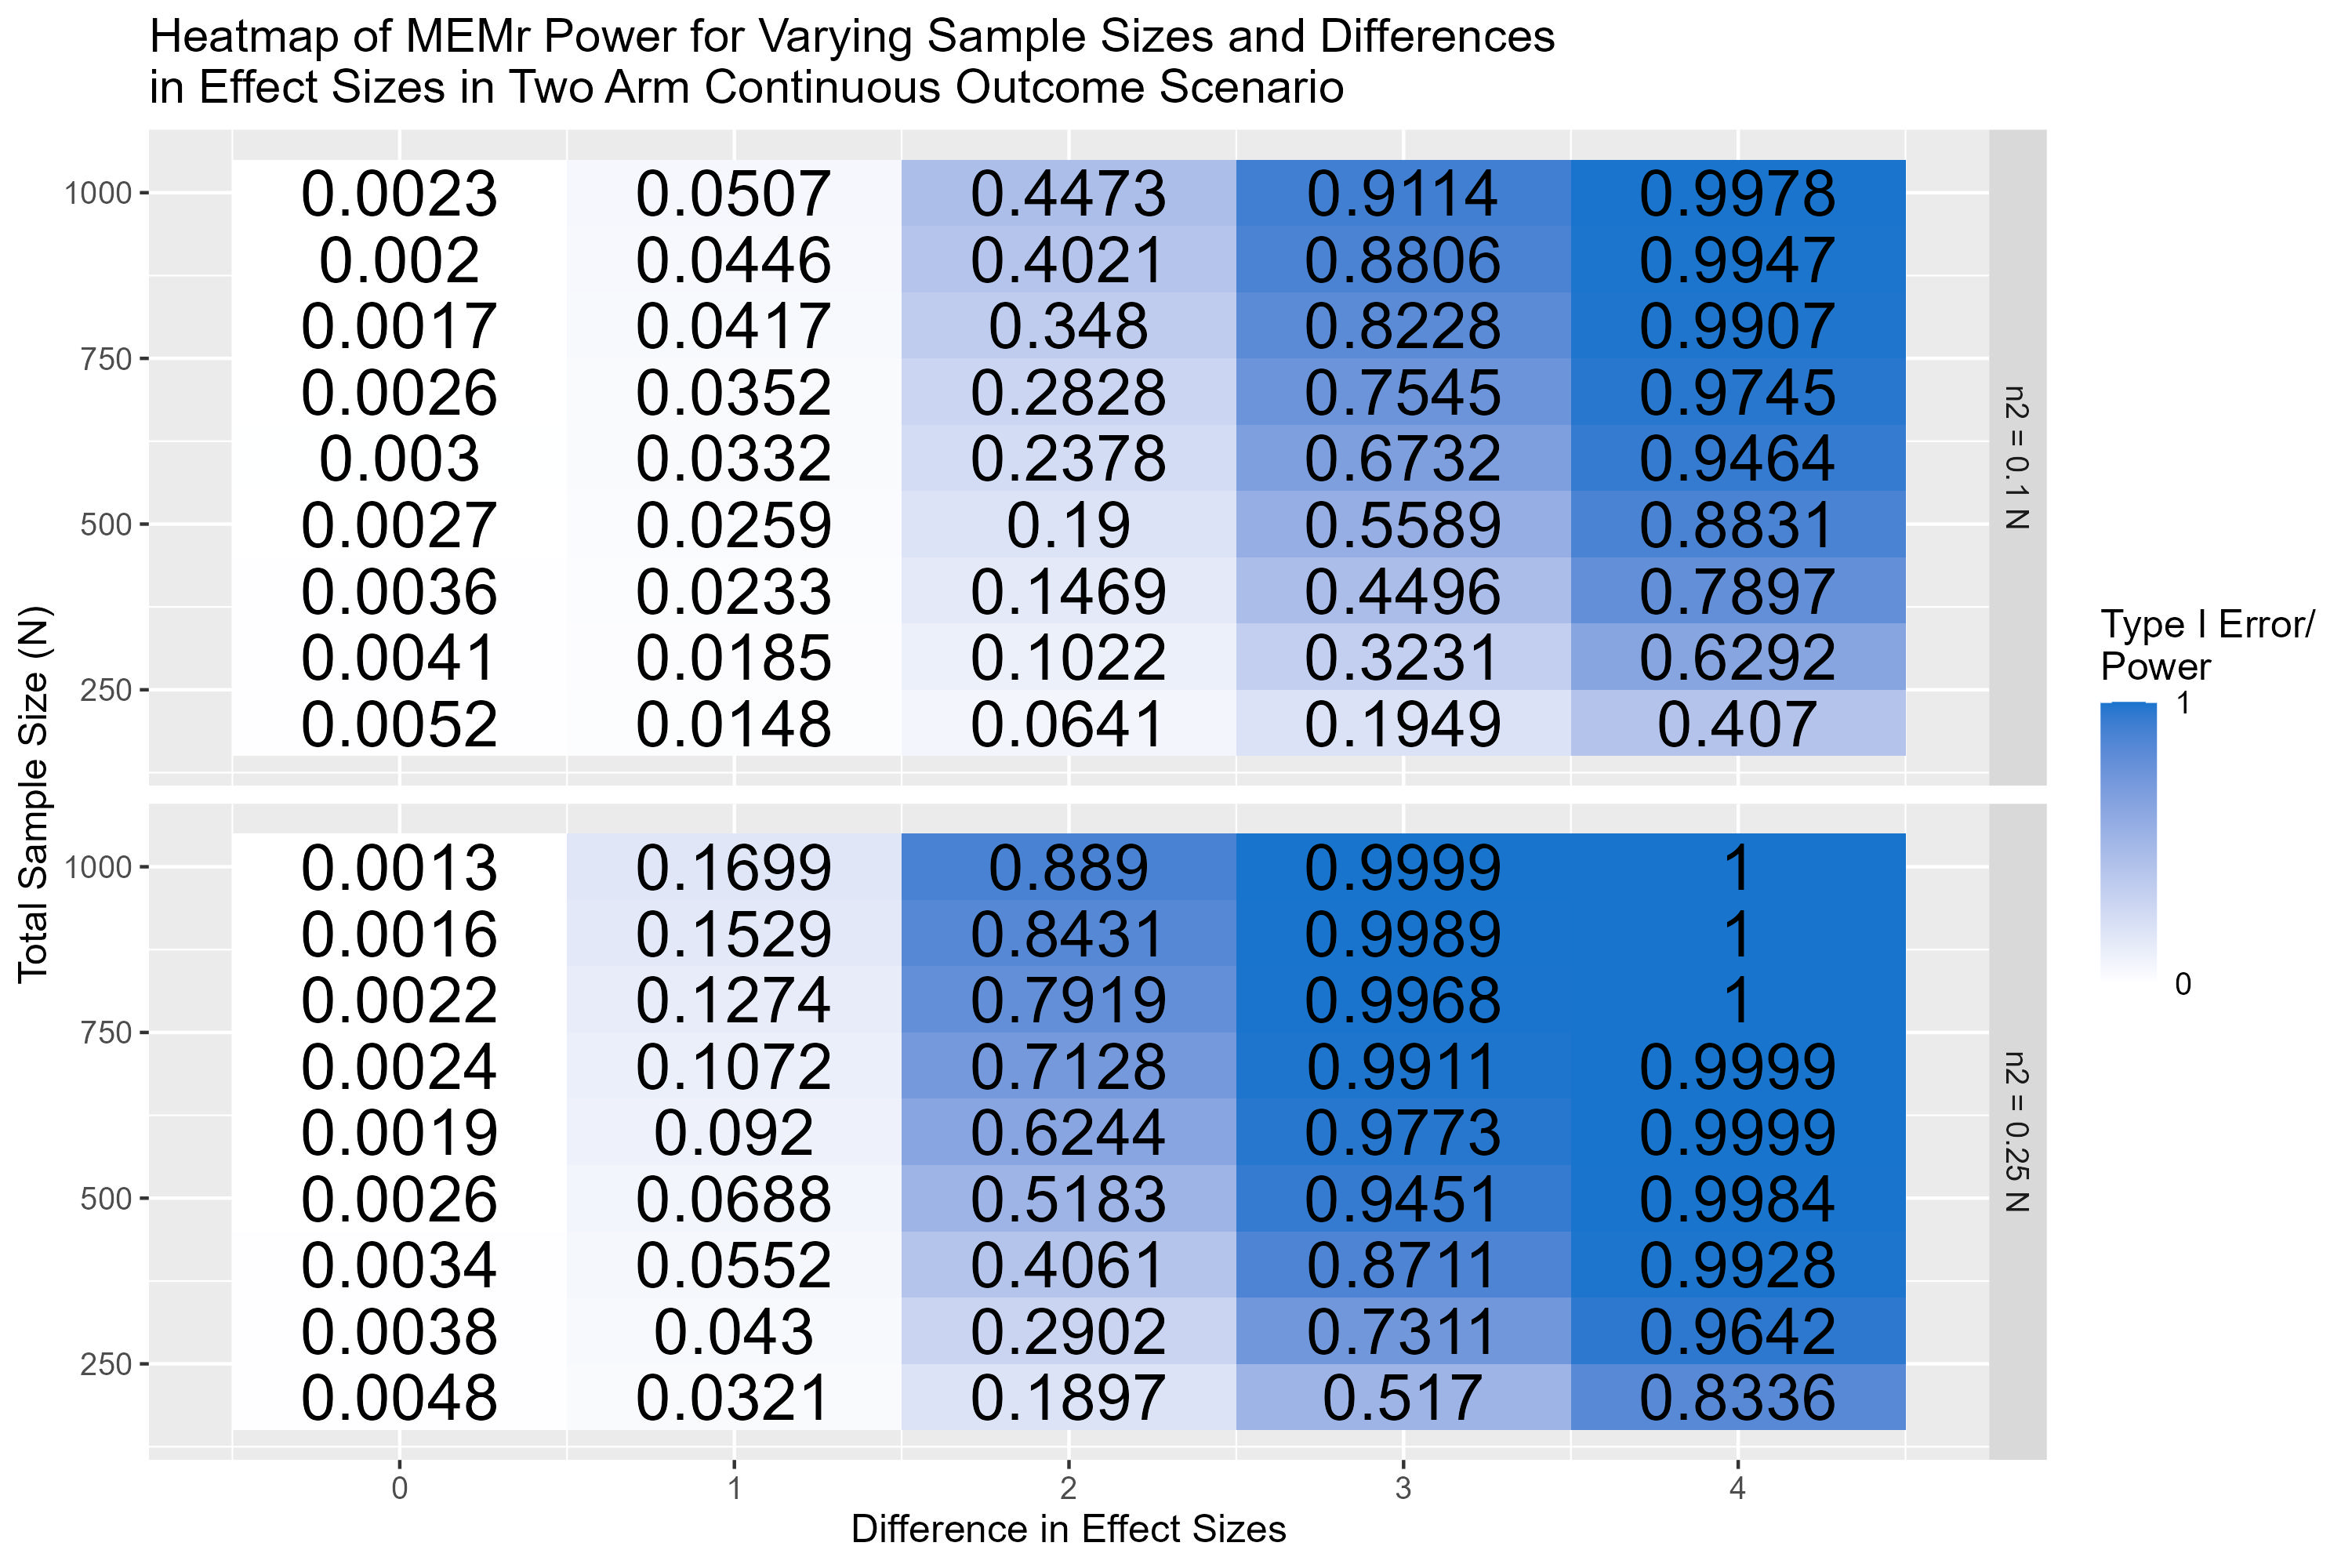 Heatmap of MEMr Power for Varying Sample Sizes and Differences
in Effect Sizes in Two Arm Continuous Outcome Scenario
Total Sample Size (N)
1000 0.0023 0.0507 0.4473 0.9114 0.9978
0.002 0.0446 0.4021 0.8806 0.9947
0.0017 0.0417 0.348 0.8228 0.9907
750
0.0026 0.0352 0.2828 0.7545 0.9745
0.003 0.0332 0.2378 0.6732 0.9464
500 0.0027 0.0259 0.19 0.5589 0.8831
0.0036 0.0233 0.1469 0.4496 0.7897
0.0041 0.0185 0.1022 0.3231 0.6292
250
0.0052 0.0148 0.0641 0.1949 0.407
n2 = 0.1 N
1000 0.0013 0.1699 0.889 0.9999 1
0.0016 0.1529 0.8431 0.9989 1
0.0022 0.1274 0.7919 0.9968 1
750
0.0024 0.1072 0.7128 0.9911 0.9999
0.0019 0.092 0.6244 0.9773 0.9999
500 0.0026 0.0688 0.5183 0.9451 0.9984
0.0034 0.0552 0.4061 0.8711 0.9928
0.0038 0.043 0.2902 0.7311 0.9642
250
0.0048 0.0321 0.1897 0.517 0.8336
n2 = 0.25 N
0 1 2 3 4
Difference in Effect Sizes
Type I Error/
Power
1
0